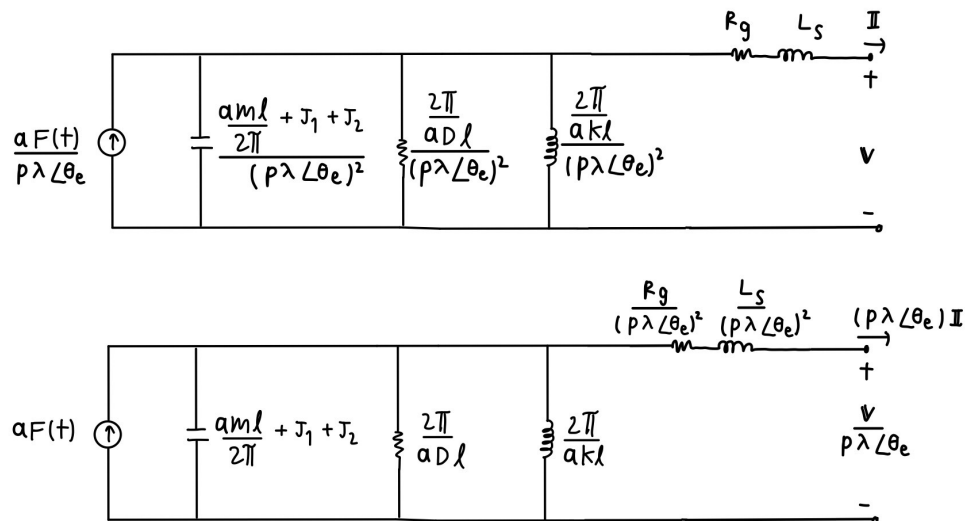 Rg Ls II
+
aF(t)
pλ∠θe
aml
2π
+ J1 + J2
(pλ∠θe)²
2π
aDl
(pλ∠θe)²
2π
akl
(pλ∠θe)²
V
-
Rg
(pλ∠θe)²
Ls
(pλ∠θe)²
(pλ∠θe) II
+
aF(t)
aml
2π
+ J1 + J2
2π
aDl
2π
akl
V
pλ∠θe
-